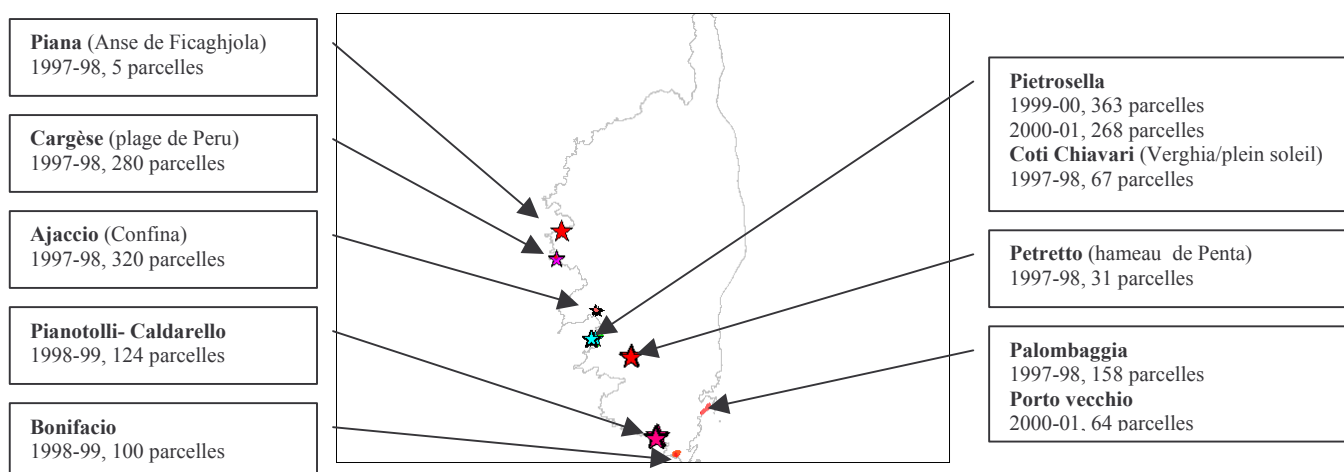 Piana (Anse de Ficaghjola)
1997-98, 5 parcelles
Cargèse (plage de Peru)
1997-98, 280 parcelles
Ajaccio (Confina)
1997-98, 320 parcelles
Pianotolli- Caldarello
1998-99, 124 parcelles
Bonifacio
1998-99, 100 parcelles
Pietrosella
1999-00, 363 parcelles
2000-01, 268 parcelles
Coti Chiavari (Verghia/plein soleil)
1997-98, 67 parcelles
Petretto (hameau de Penta)
1997-98, 31 parcelles
Palombaggia
1997-98, 158 parcelles
Porto vecchio
2000-01, 64 parcelles